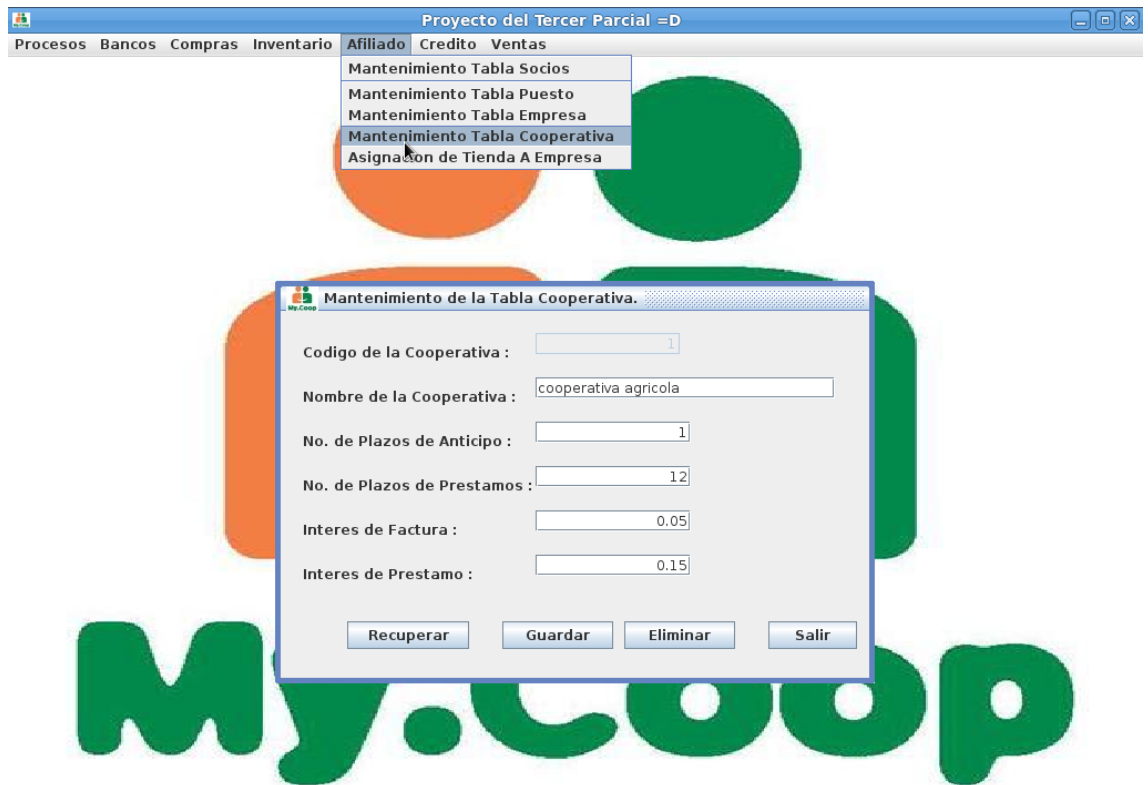 Proyecto del Tercer Parcial =D
Procesos Bancos Compras Inventario Afiliado Credito Ventas
Mantenimiento Tabla Socios
Mantenimiento Tabla Puesto
Mantenimiento Tabla Empresa
Mantenimiento Tabla Cooperativa
Asignacion de Tienda A Empresa
My.Coop Mantenimiento de la Tabla Cooperativa.
Codigo de la Cooperativa : 1
Nombre de la Cooperativa : cooperativa agricola
No. de Plazos de Anticipo : 1
No. de Plazos de Prestamos : 12
Interes de Factura : 0.05
Interes de Prestamo : 0.15
Recuperar Guardar Eliminar Salir
My.Coop